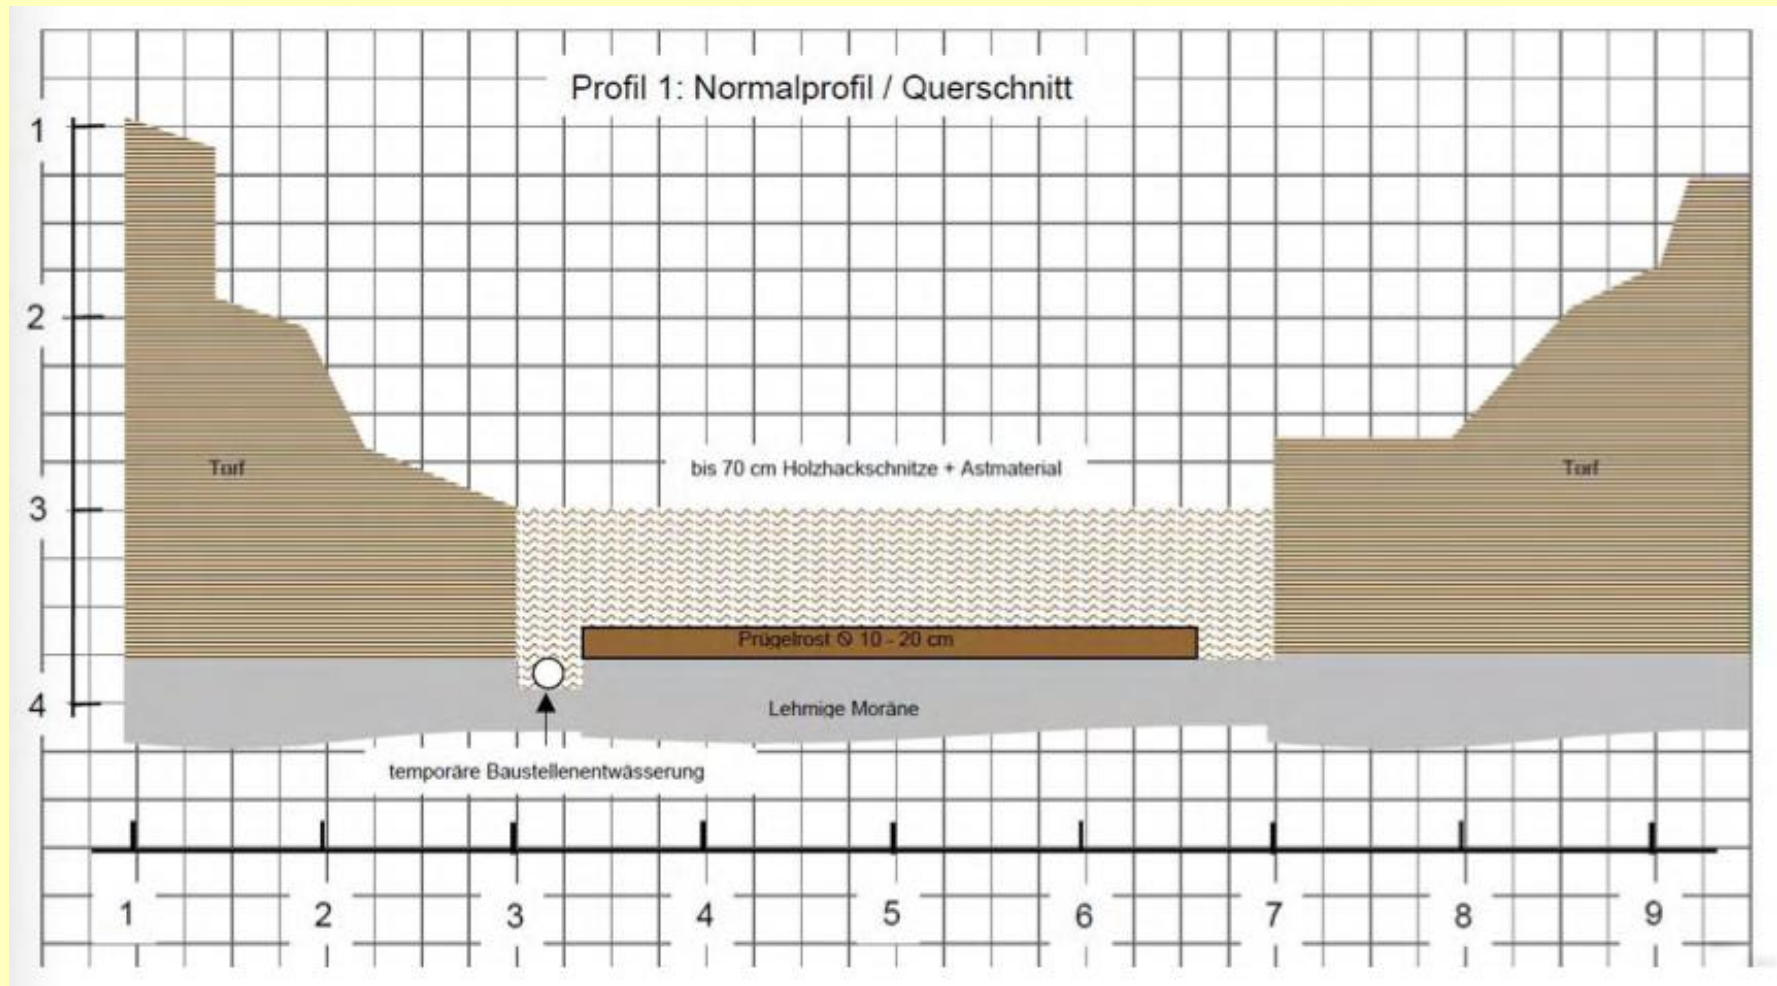 Profil 1: Normalprofil / Querschnitt
1
2
Torf
bis 70 cm Holzhackschnitze + Astmaterial
Torf
3
Prügelrost ⦰ 10 - 20 cm
4
Lehmige Moräne
temporäre Baustellenentwässerung
1 2 3 4 5 6 7 8 9